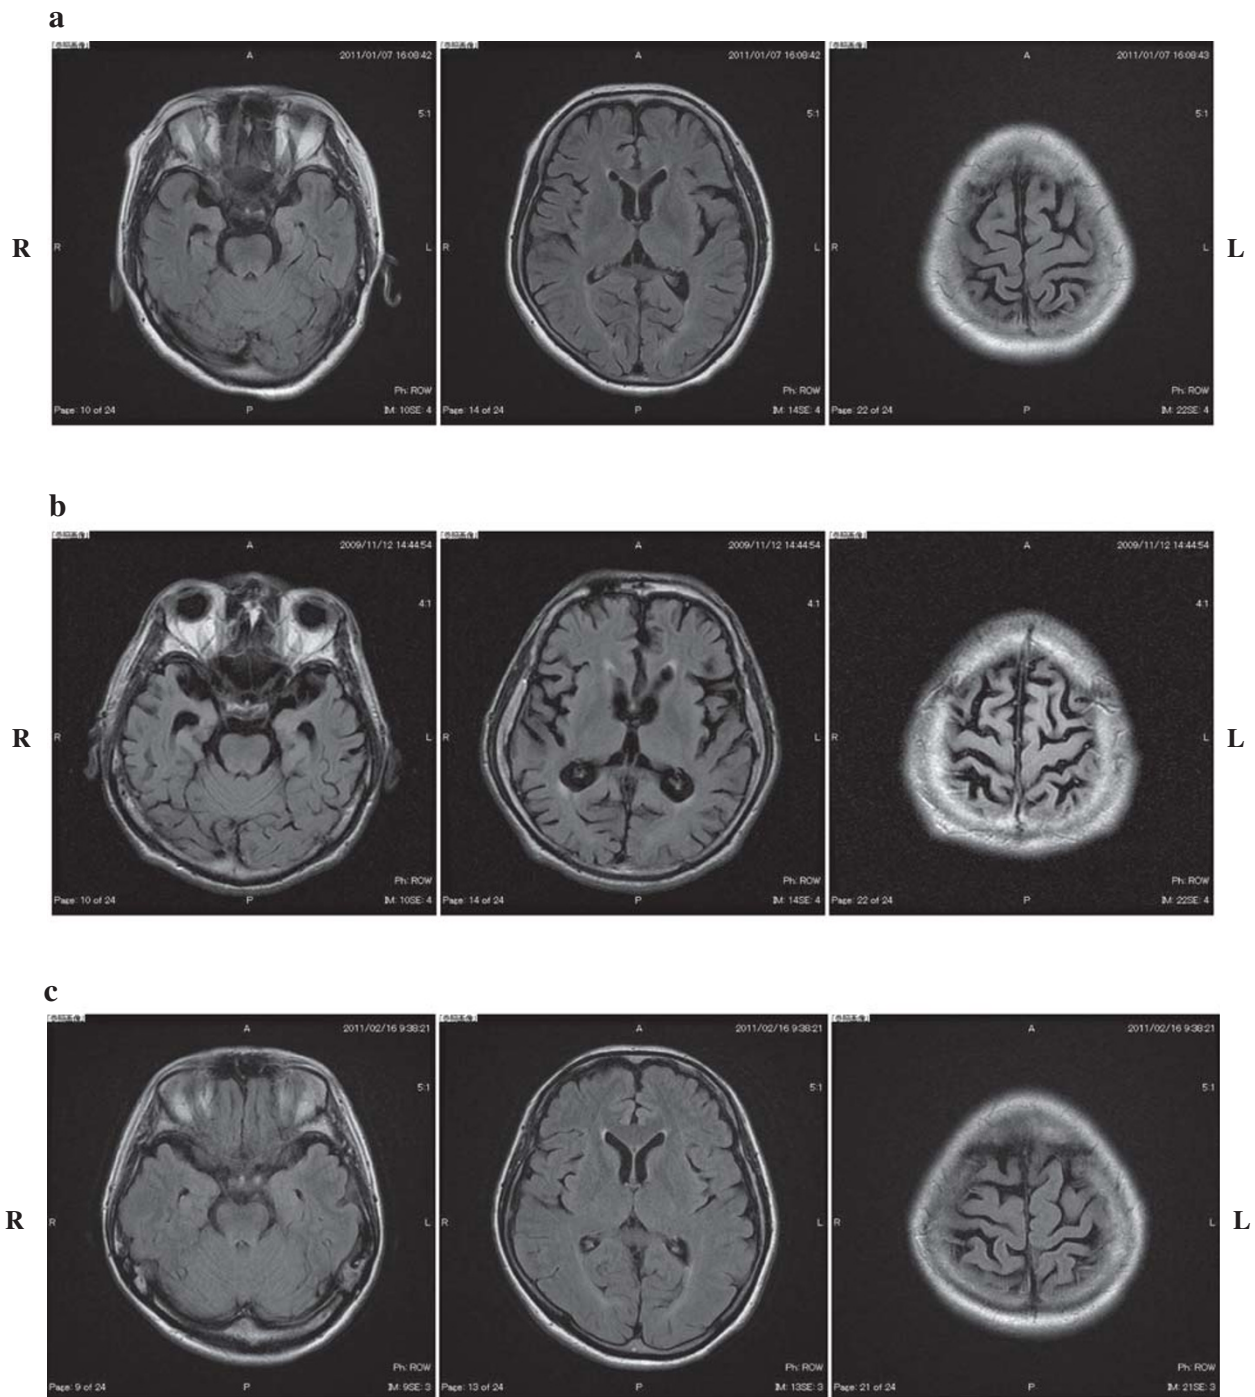 a
A 2011/01/07 16:08:42
5:1
R R L
Ph: ROW
Page: 10 of 24 P IM: 10SE: 4
A 2011/01/07 16:08:42
5:1
R L
Ph: ROW
Page: 14 of 24 P IM: 14SE: 4
A 2011/01/07 16:08:43
5:1
R L L
Ph: ROW
Page: 22 of 24 P IM: 22SE: 4
b
A 2009/11/12 14:44:54
4:1
R R L
Ph: ROW
Page: 10 of 24 P IM: 10SE: 4
A 2009/11/12 14:44:54
4:1
R L
Ph: ROW
Page: 14 of 24 P IM: 14SE: 4
A 2009/11/12 14:44:54
4:1
R L L
Ph: ROW
Page: 22 of 24 P IM: 22SE: 4
c
A 2011/02/16 9:38:21
5:1
R R L
Ph: ROW
Page: 9 of 24 P IM: 9SE: 3
A 2011/02/16 9:38:21
5:1
R L
Ph: ROW
Page: 13 of 24 P IM: 13SE: 3
A 2011/02/16 9:38:21
5:1
R L L
Ph: ROW
Page: 21 of 24 P IM: 21SE: 3